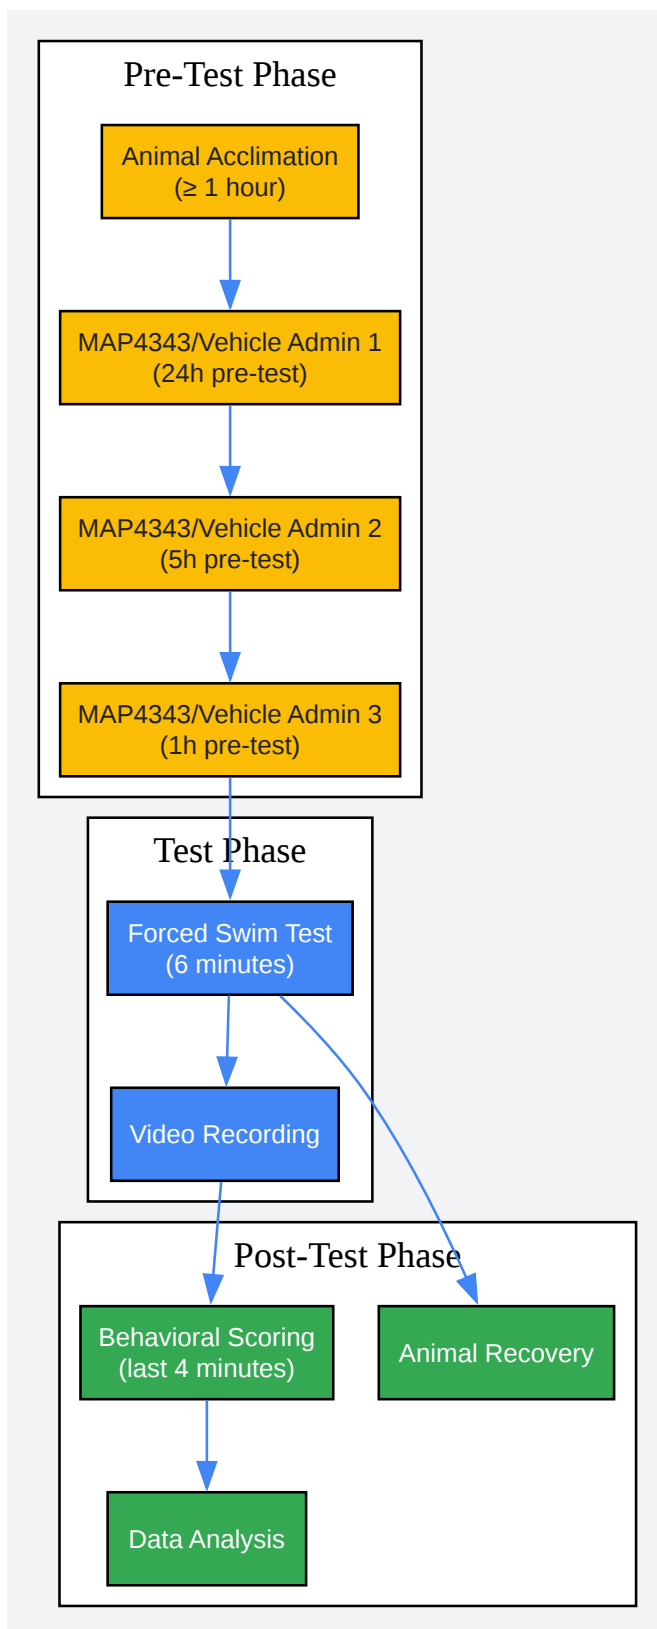 Pre-Test Phase
Animal Acclimation
(≥ 1 hour)
MAP4343/Vehicle Admin 1
(24h pre-test)
MAP4343/Vehicle Admin 2
(5h pre-test)
MAP4343/Vehicle Admin 3
(1h pre-test)
Test Phase
Forced Swim Test
(6 minutes)
Video Recording
Post-Test Phase
Behavioral Scoring
(last 4 minutes)
Animal Recovery
Data Analysis